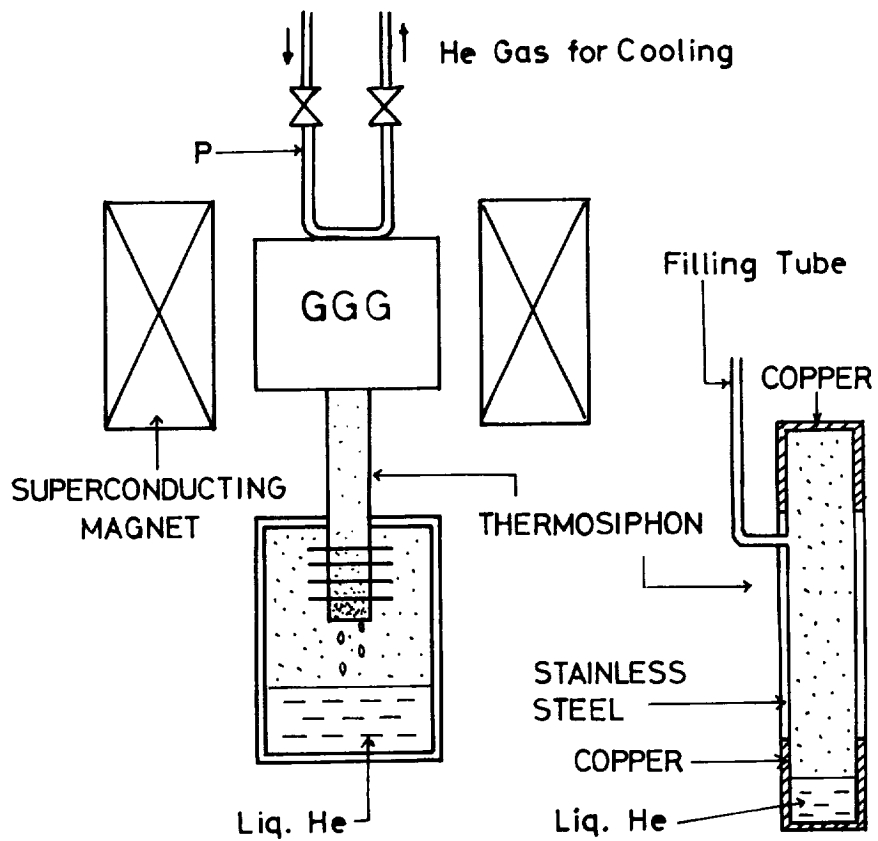 He Gas for Cooling
P
GGG
Filling Tube
COPPER
SUPERCONDUCTING
MAGNET
THERMOSIPHON
STAINLESS
STEEL
COPPER
Liq. He
Liq. He